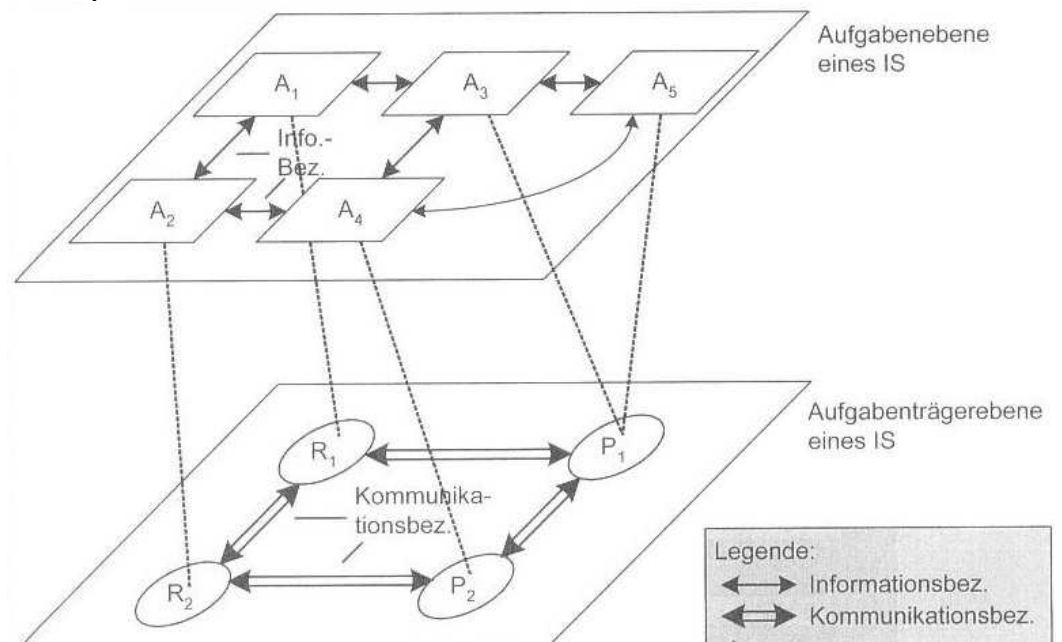 Aufgabenebene
eines IS
A1
A3
A5
Info.-
Bez.
A2
A4
Aufgabenträgerebene
eines IS
R1
P1
Kommunika-
tionsbez.
R2
P2
Legende:
Informationsbez.
Kommunikationsbez.